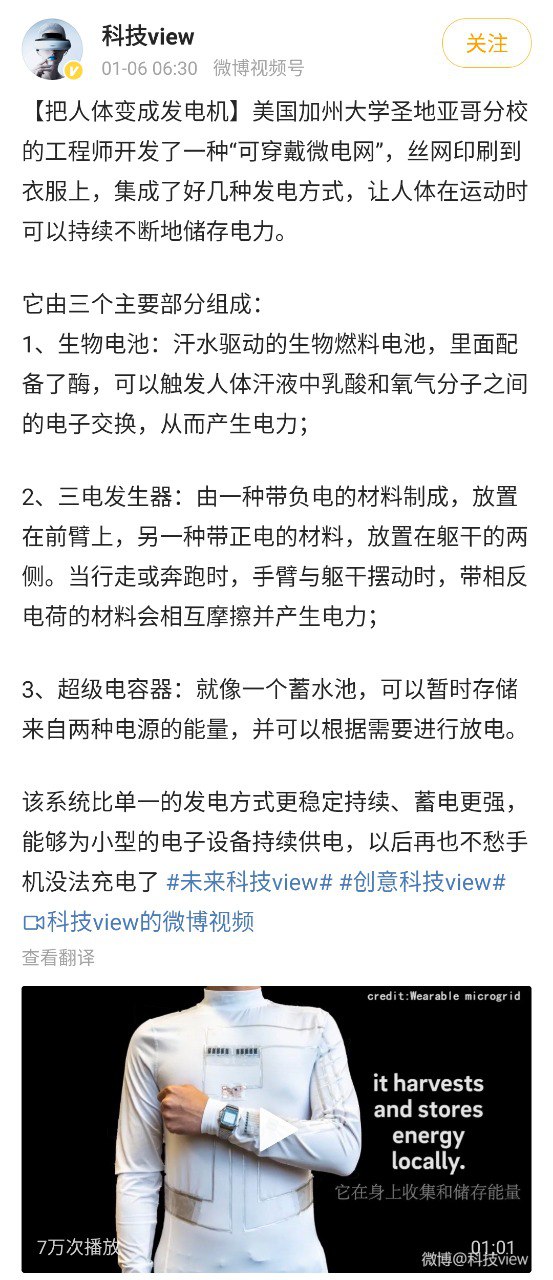 科技view
关注
01-06 06:30 微博视频号
【把人体变成发电机】美国加州大学圣地亚哥分校
的工程师开发了一种“可穿戴微电网”，丝网印刷到
衣服上，集成了好几种发电方式，让人体在运动时
可以持续不断地储存电力。
它由三个主要部分组成：
1、生物电池：汗水驱动的生物燃料电池，里面配
备了酶，可以触发人体汗液中乳酸和氧气分子之间
的电子交换，从而产生电力；
2、三电发生器：由一种带负电的材料制成，放置
在前臂上，另一种带正电的材料，放置在躯干的两
侧。当行走或奔跑时，手臂与躯干摆动时，带相反
电荷的材料会相互摩擦并产生电力；
3、超级电容器：就像一个蓄水池，可以暂时存储
来自两种电源的能量，并可以根据需要进行放电。
该系统比单一的发电方式更稳定持续、蓄电更强，
能够为小型的电子设备持续供电，以后再也不愁手
机没法充电了 #未来科技view# #创意科技view#
科技view的微博视频
查看翻译
credit:Wearable microgrid
it harvests
and stores
energy
locally.
它在身上收集和储存能量
7万次播放
01:01
微博@科技view